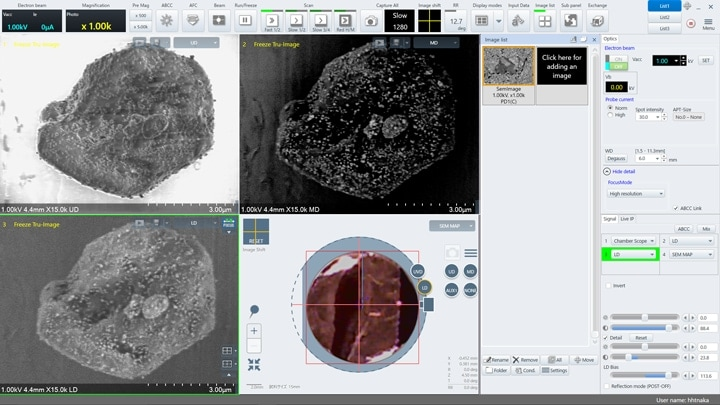 Electron beam
Magnification
Pre Mag
ABCC
AFC
Beam
Run/Freeze
Scan
Capture All
Image shift
RR
Display modes
Input Data
Image list
Sub panel
Exchange
Vacc
Ie
Photo
1.0kV
0µA
x 1.00k
x 500
x 5.00k
Fast 1/2
Slow 1/2
Slow 3/4
Red H/M
Slow
1280
12.7
deg
List1
List2
List3
Menu
1 Freeze Tru-Image
UD
1.00kV 4.4mm X15.0k UD
3.00µm
2 Freeze Tru-Image
MD
1.00kV 4.4mm X15.0k MD
3.00µm
3 Freeze Tru-Image
LD
FOCUS
1.00kV 4.4mm X15.0k LD
3.00µm
RESET
Image Shift
SEM MAP
LMD
LD
UD
MD
AUX1
NONE
Image list
SemImage
1.00kV, x1.00k
PD1(C)
Click here for
adding an
image
Rename
Remove
All
Move
Folder
Cond.
Settings
Optics
Electron beam
ON
OFF
Vacc
1.00
kV
SET
Vb
0.00
kV
Probe current
Norm
High
Spot intensity
30.0
APT-Size
No.0 – None
WD
[1.5 - 11.3mm]
Degauss
6.0
mm
Hide detail
FocusMode
High resolution
ABCC Link
Signal
Live IP
ABCC
Mix
1
Chamber Scope
2
LD
LD
4
SEM MAP
Invert
0.0
88.4
Detail
Reset
0.0
23.8
LD Bias
113.6
Reflection mode (POST-OFF)
User name: hhtnaka